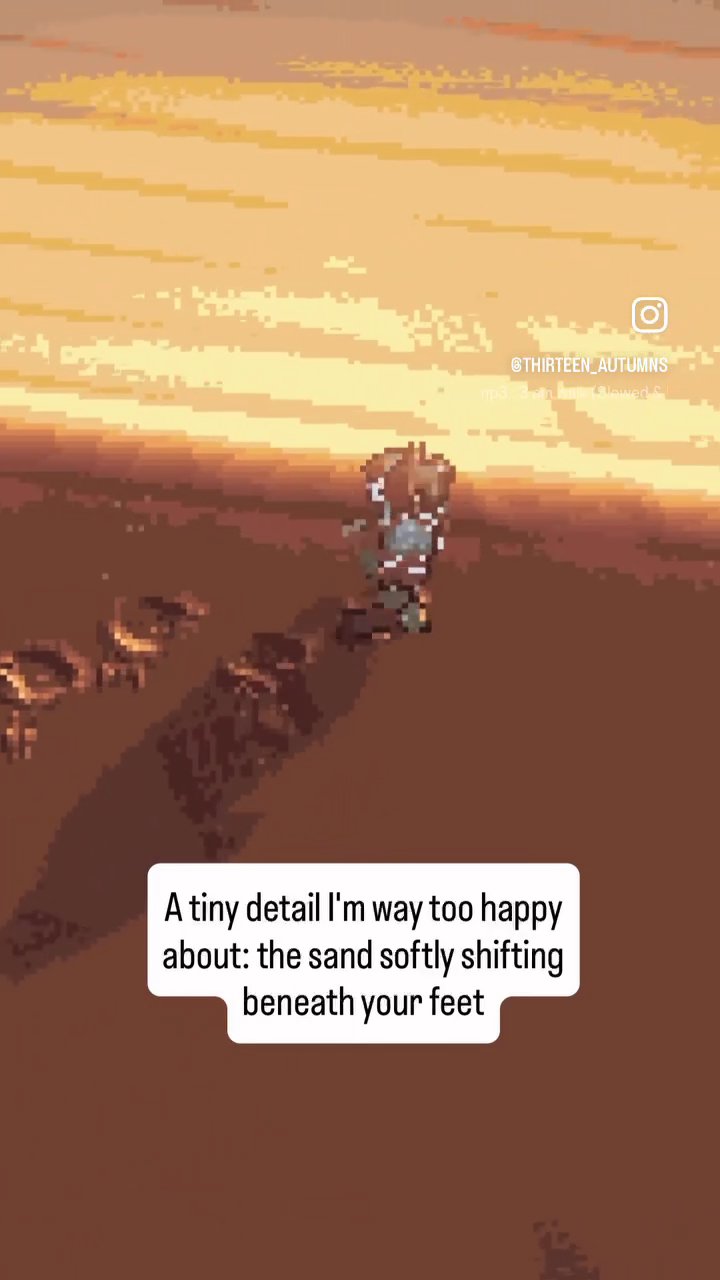 @THIRTEEN_AUTUMNS
A tiny detail I'm way too happy
about: the sand softly shifting
beneath your feet